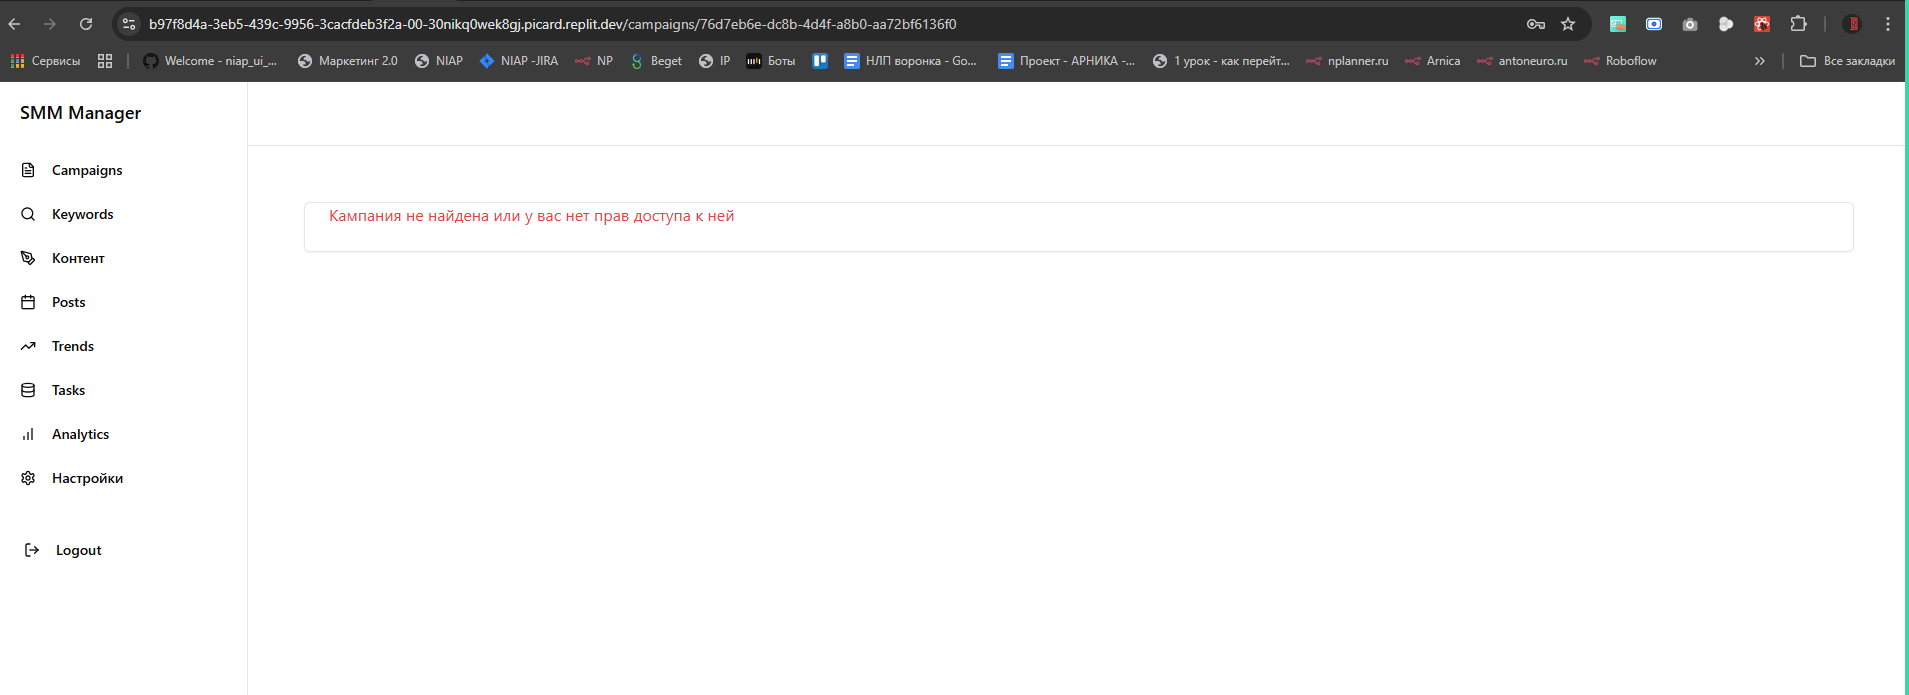 b97f8d4a-3eb5-439c-9956-3cacfdeb3f2a-00-30nikq0wek8gj.picard.replit.dev/campaigns/76d7eb6e-dc8b-4d4f-a8b0-aa72bf6136f0
Сервисы Welcome - niap_ui_... Маркетинг 2.0 NIAP NIAP -JIRA NP Beget IP Боты НЛП воронка - Go... Проект - АРНИКА -... 1 урок - как перейт... nplanner.ru Arnica antoneuro.ru Roboflow » Все закладки
SMM Manager
Campaigns
Keywords
Контент
Posts
Trends
Tasks
Analytics
Настройки
Logout
Кампания не найдена или у вас нет прав доступа к ней